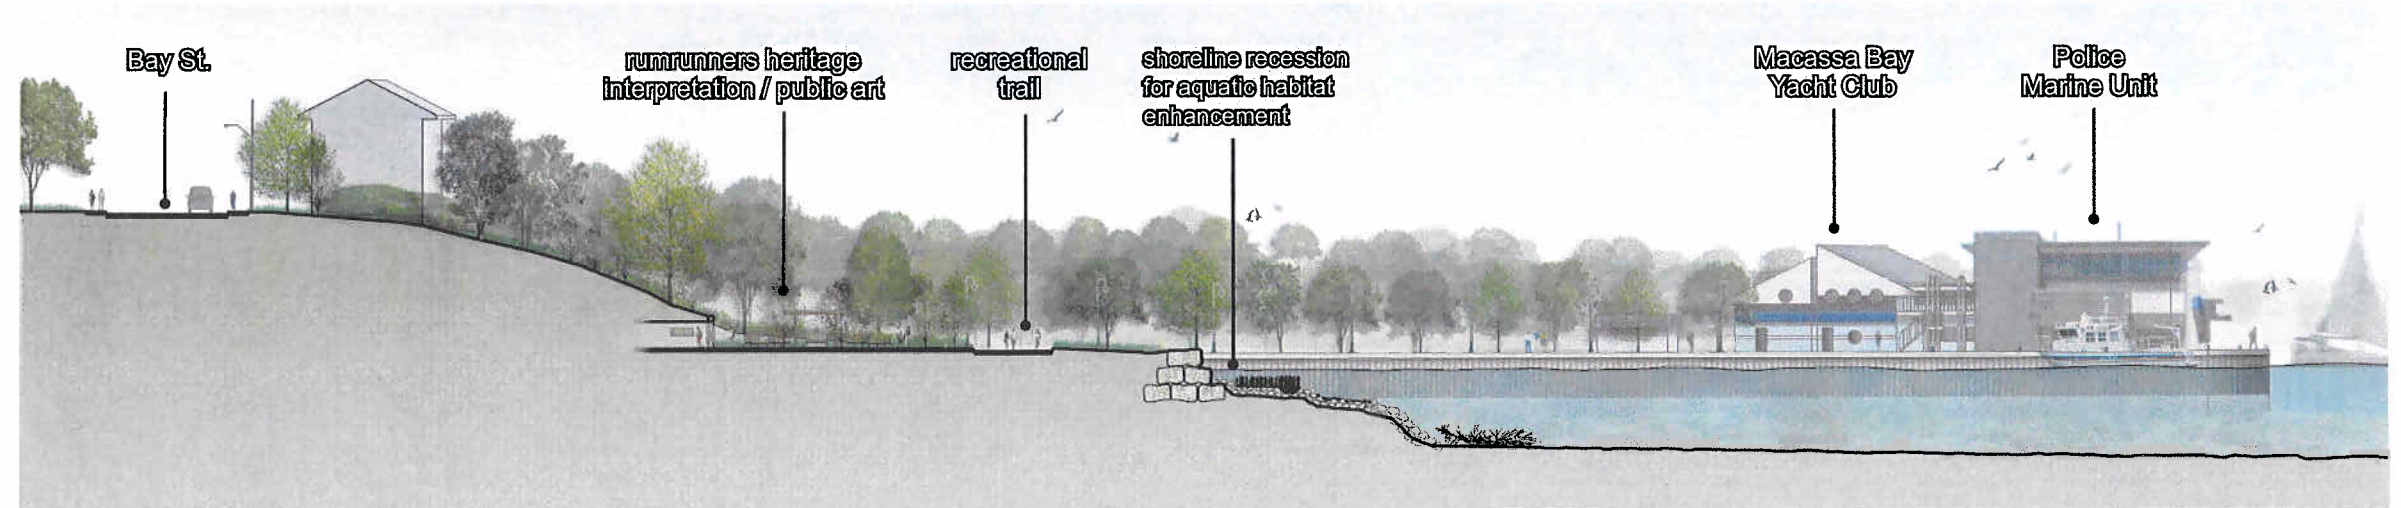 Bay St.
rumrunners heritage
interpretation / public art
recreational
trail
shoreline recession
for aquatic habitat
enhancement
Macassa Bay
Yacht Club
Police
Marine Unit